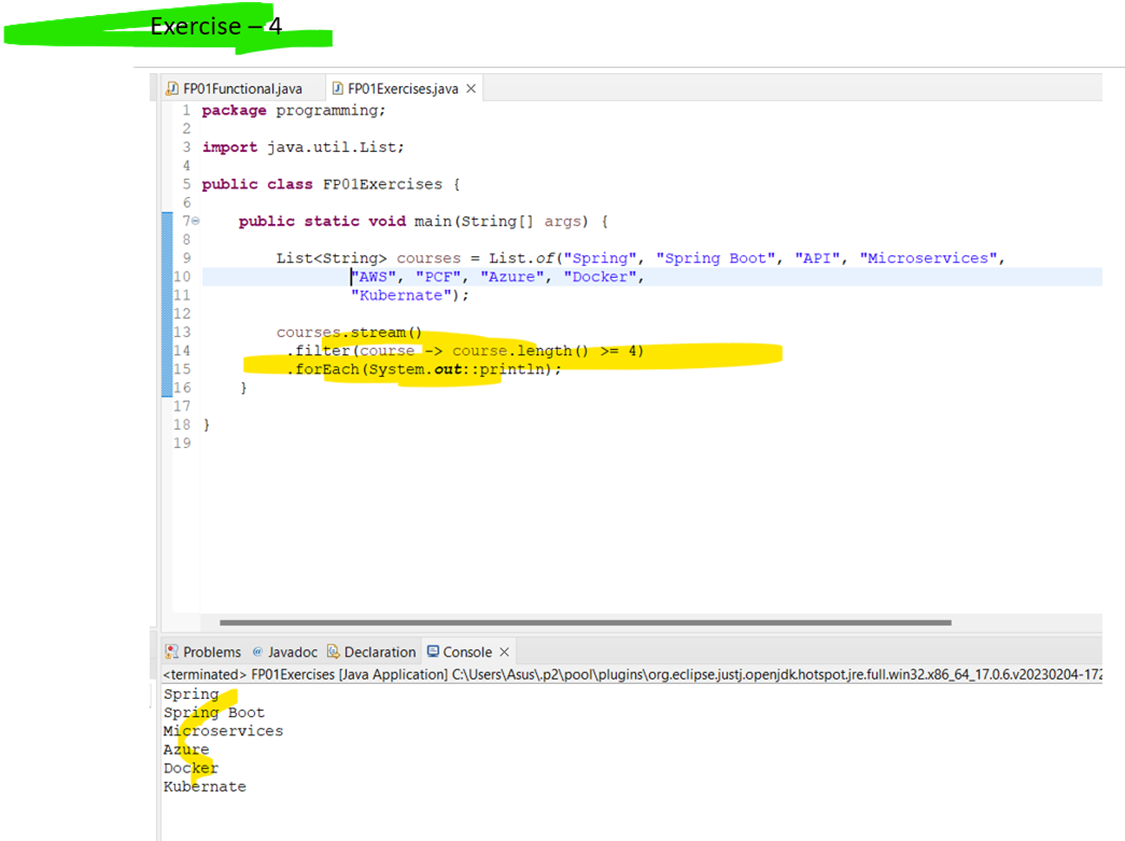 Exercise – 4
FP01Functional.java FP01Exercises.java
1 package programming;
2
3 import java.util.List;
4
5 public class FP01Exercises {
6
7 public static void main(String[] args) {
8
9 List<String> courses = List.of("Spring", "Spring Boot", "API", "Microservices",
10 "AWS", "PCF", "Azure", "Docker",
11 "Kubernate");
12
13 courses.stream()
14 .filter(course -> course.length() >= 4)
15 .forEach(System.out::println);
16 }
17
18 }
19
Problems @ Javadoc Declaration Console
<terminated> FP01Exercises [Java Application] C:\Users\Asus\.p2\pool\plugins\org.eclipse.justj.openjdk.hotspot.jre.full.win32.x86_64_17.0.6.v20230204-172
Spring
Spring Boot
Microservices
Azure
Docker
Kubernate